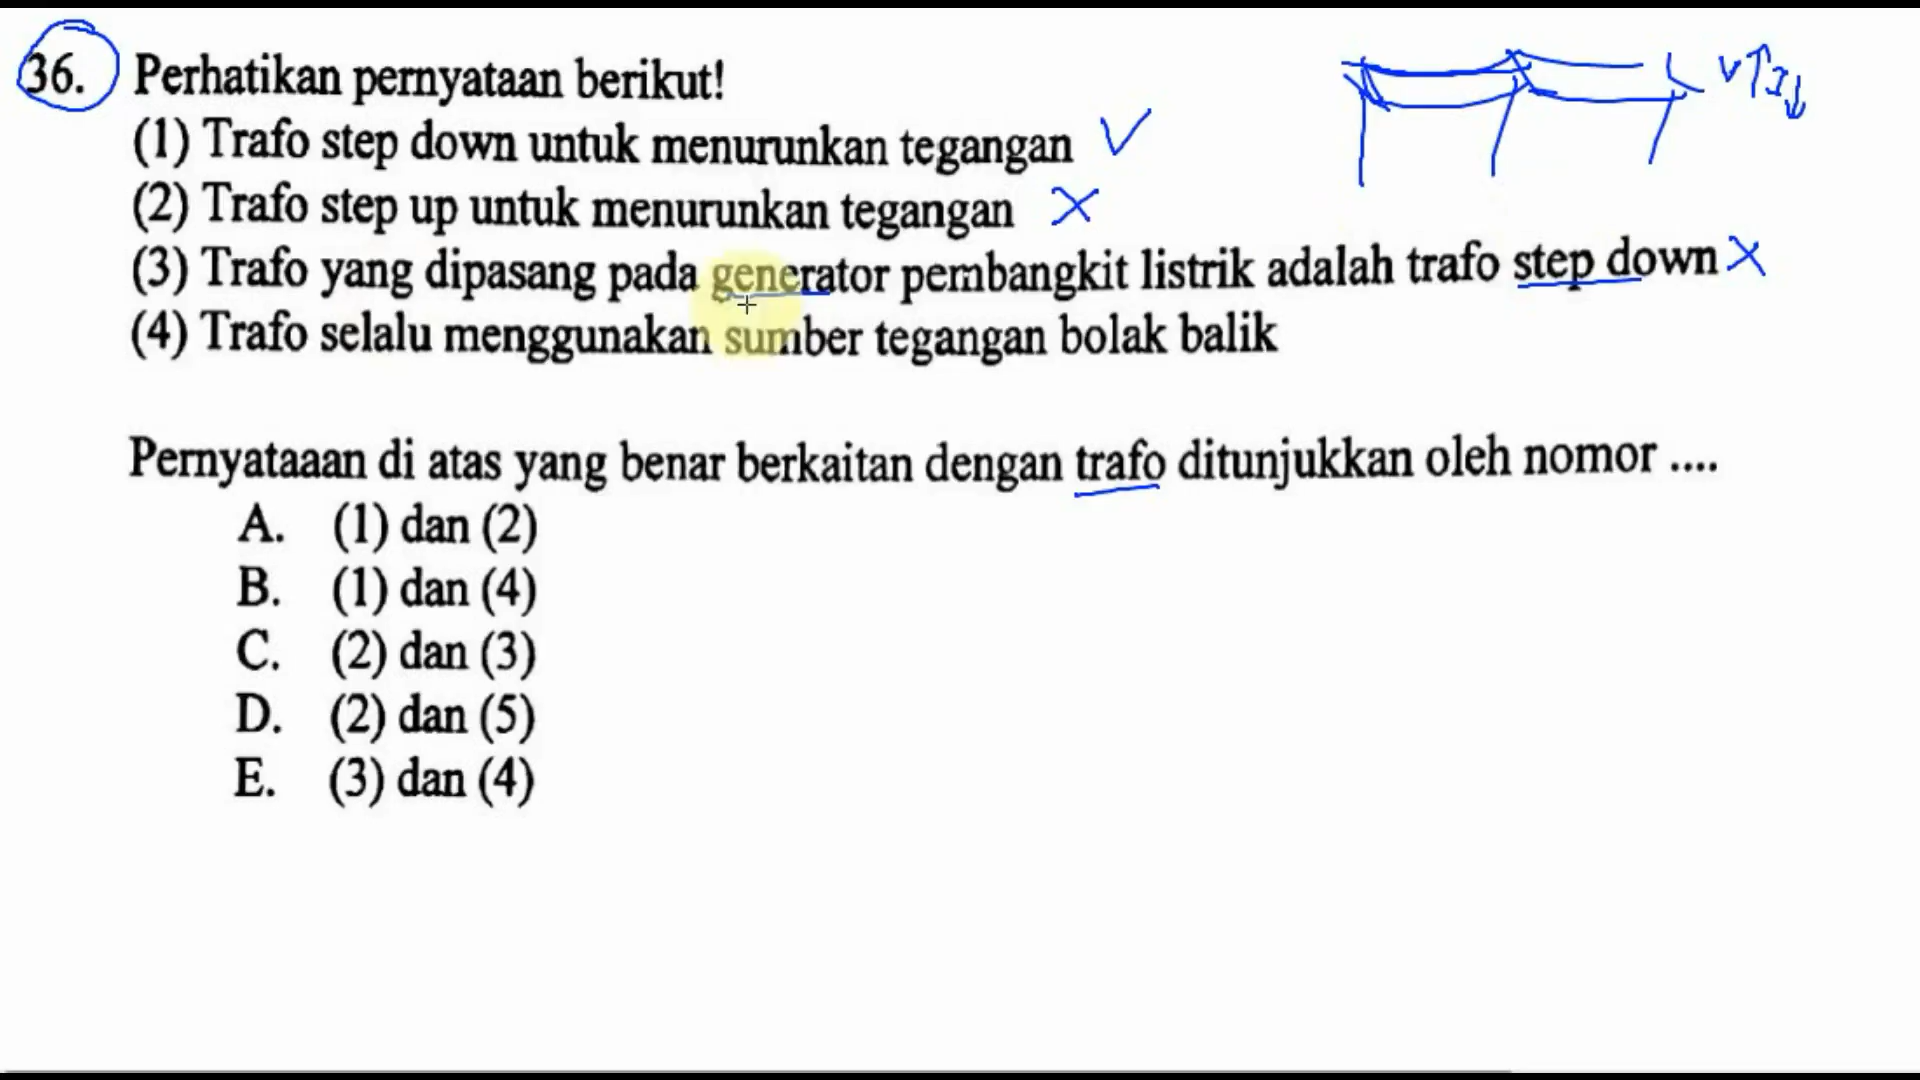 36. Perhatikan pernyataan berikut!
V↑I↓
(1) Trafo step down untuk menurunkan tegangan
(2) Trafo step up untuk menurunkan tegangan
(3) Trafo yang dipasang pada generator pembangkit listrik adalah trafo step down
(4) Trafo selalu menggunakan sumber tegangan bolak balik
Pernyataaan di atas yang benar berkaitan dengan trafo ditunjukkan oleh nomor ....
A. (1) dan (2)
B. (1) dan (4)
C. (2) dan (3)
D. (2) dan (5)
E. (3) dan (4)